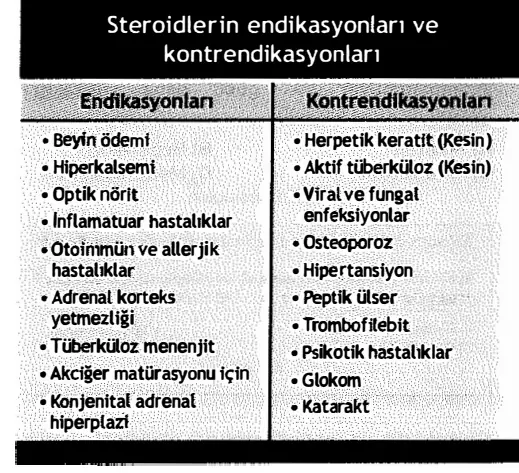 Steroidlerin endikasyonları ve
kontrendikasyonları
Endikasyonları
• Beyin ödemi
• Hiperkalsemi
• Optik nörit
• İnflamatuar hastalıklar
• Otoimmün ve allerjik
hastalıklar
• Adrenal korteks
yetmezliği
• Tüberküloz menenjit
• Akciğer matürasyonu için
• Konjenital adrenal
hiperplazi
Kontrendikasyonları
• Herpetik keratit (Kesin)
• Aktif tüberküloz (Kesin)
• Viral ve fungal
enfeksiyonlar
• Osteoporoz
• Hipertansiyon
• Peptik ülser
• Trombofilebit
• Psikotik hastalıklar
• Glokom
• Katarakt